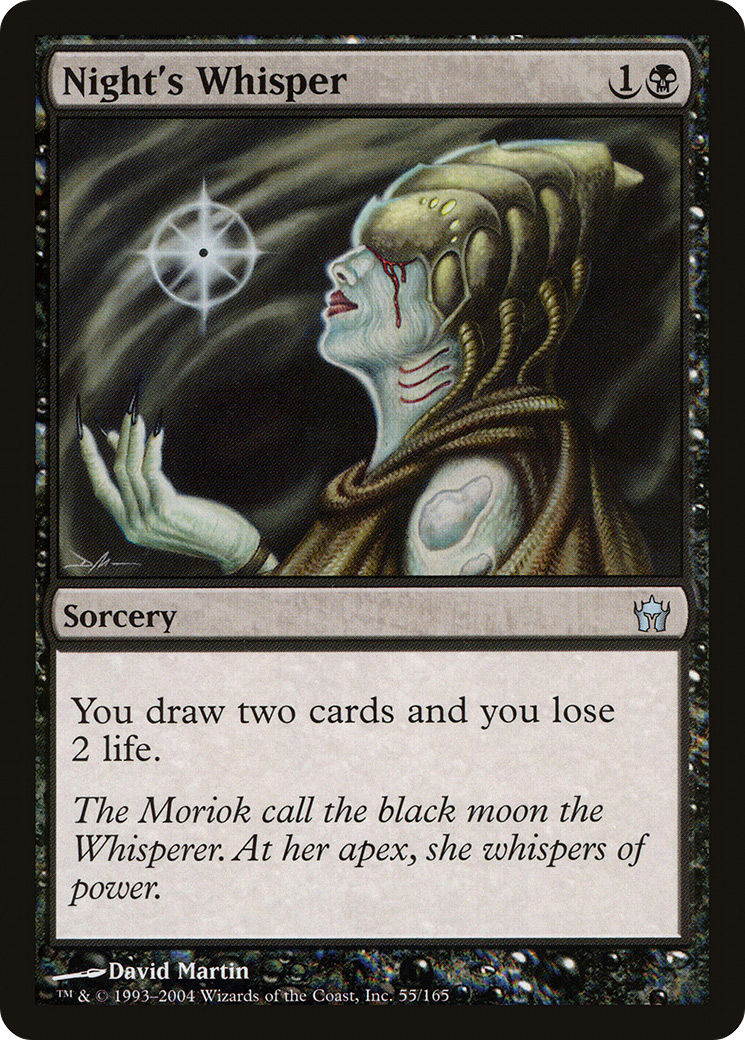 Night's Whisper 1
Sorcery
You draw two cards and you lose
2 life.
The Moriok call the black moon the
Whisperer. At her apex, she whispers of
power.
David Martin
™ & © 1993–2004 Wizards of the Coast, Inc. 55/165